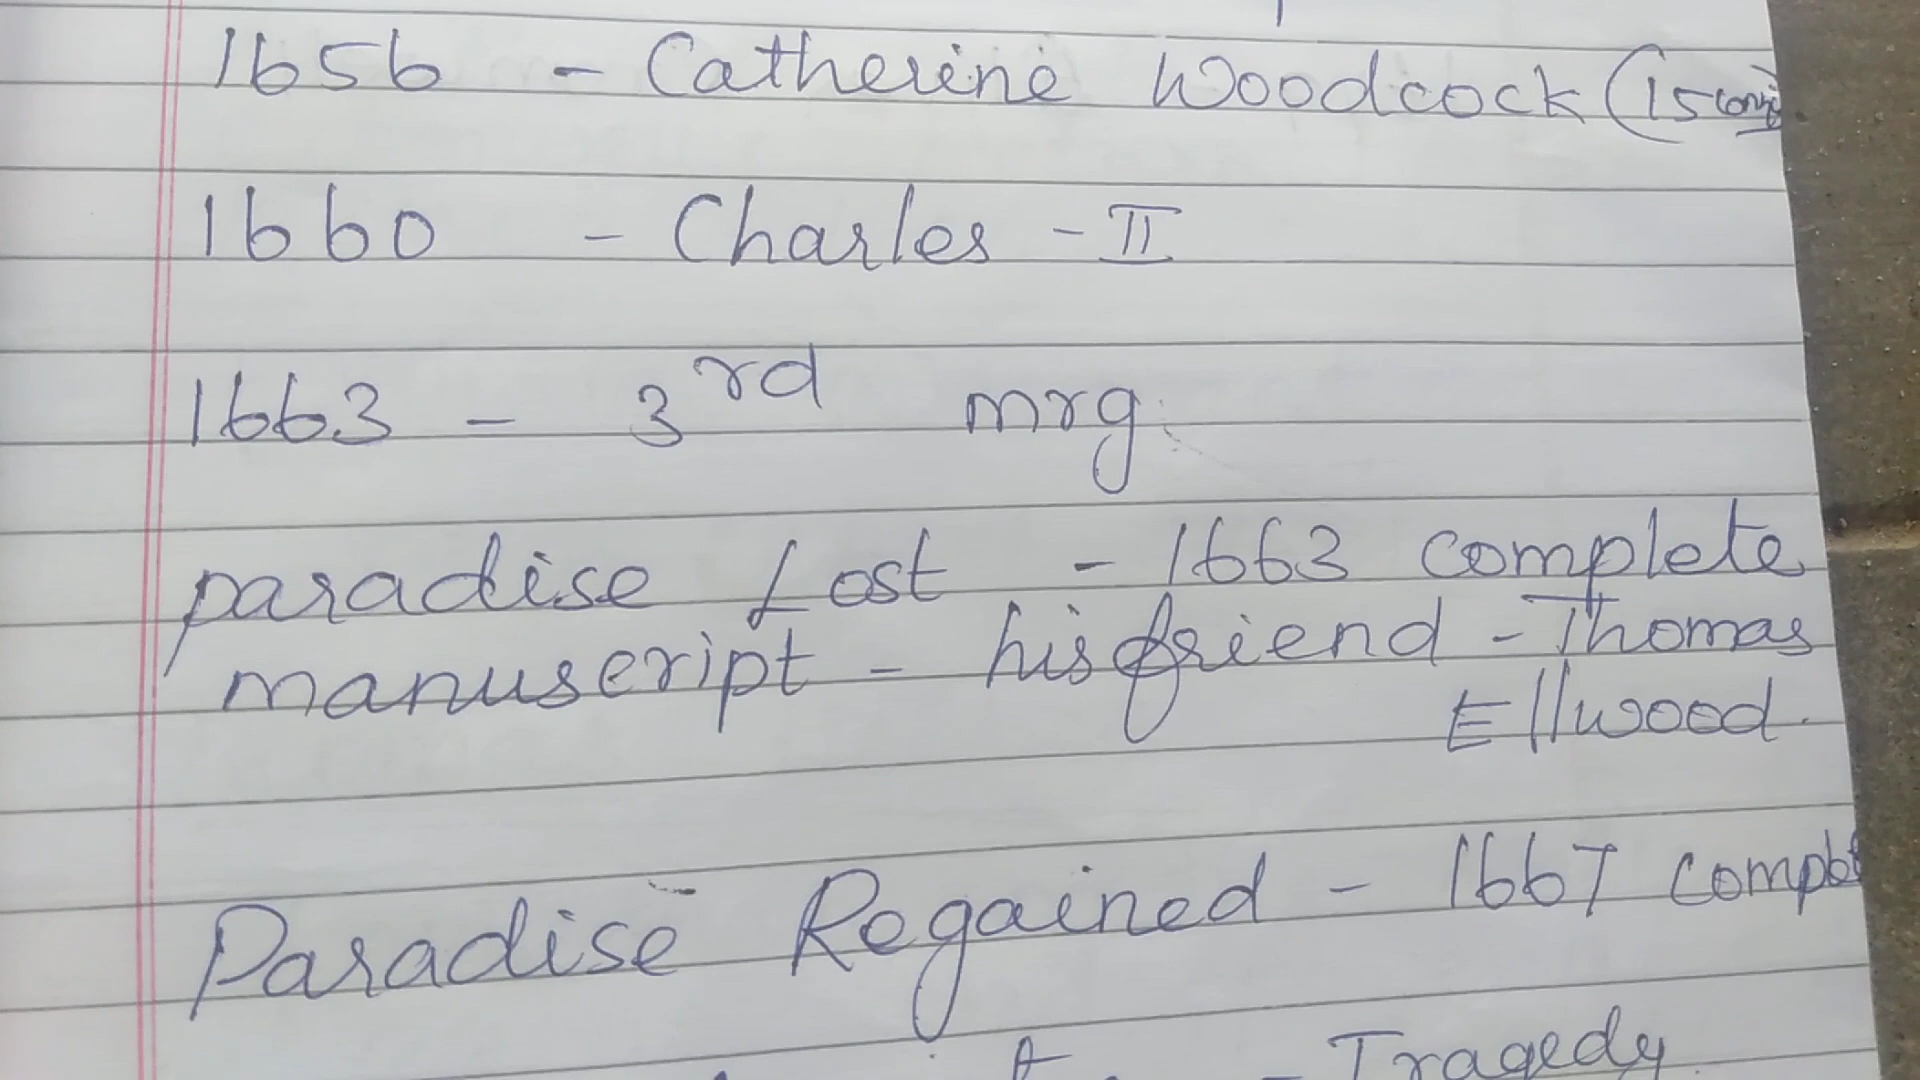 1656 - Catherine Woodcock (15
1660 - Charles - II
1663 - 3rd mrg.
paradise Lost - 1663 complete
manuscript - his friend - Thomas
Ellwood.
Paradise Regained - 1667
- Tragedy